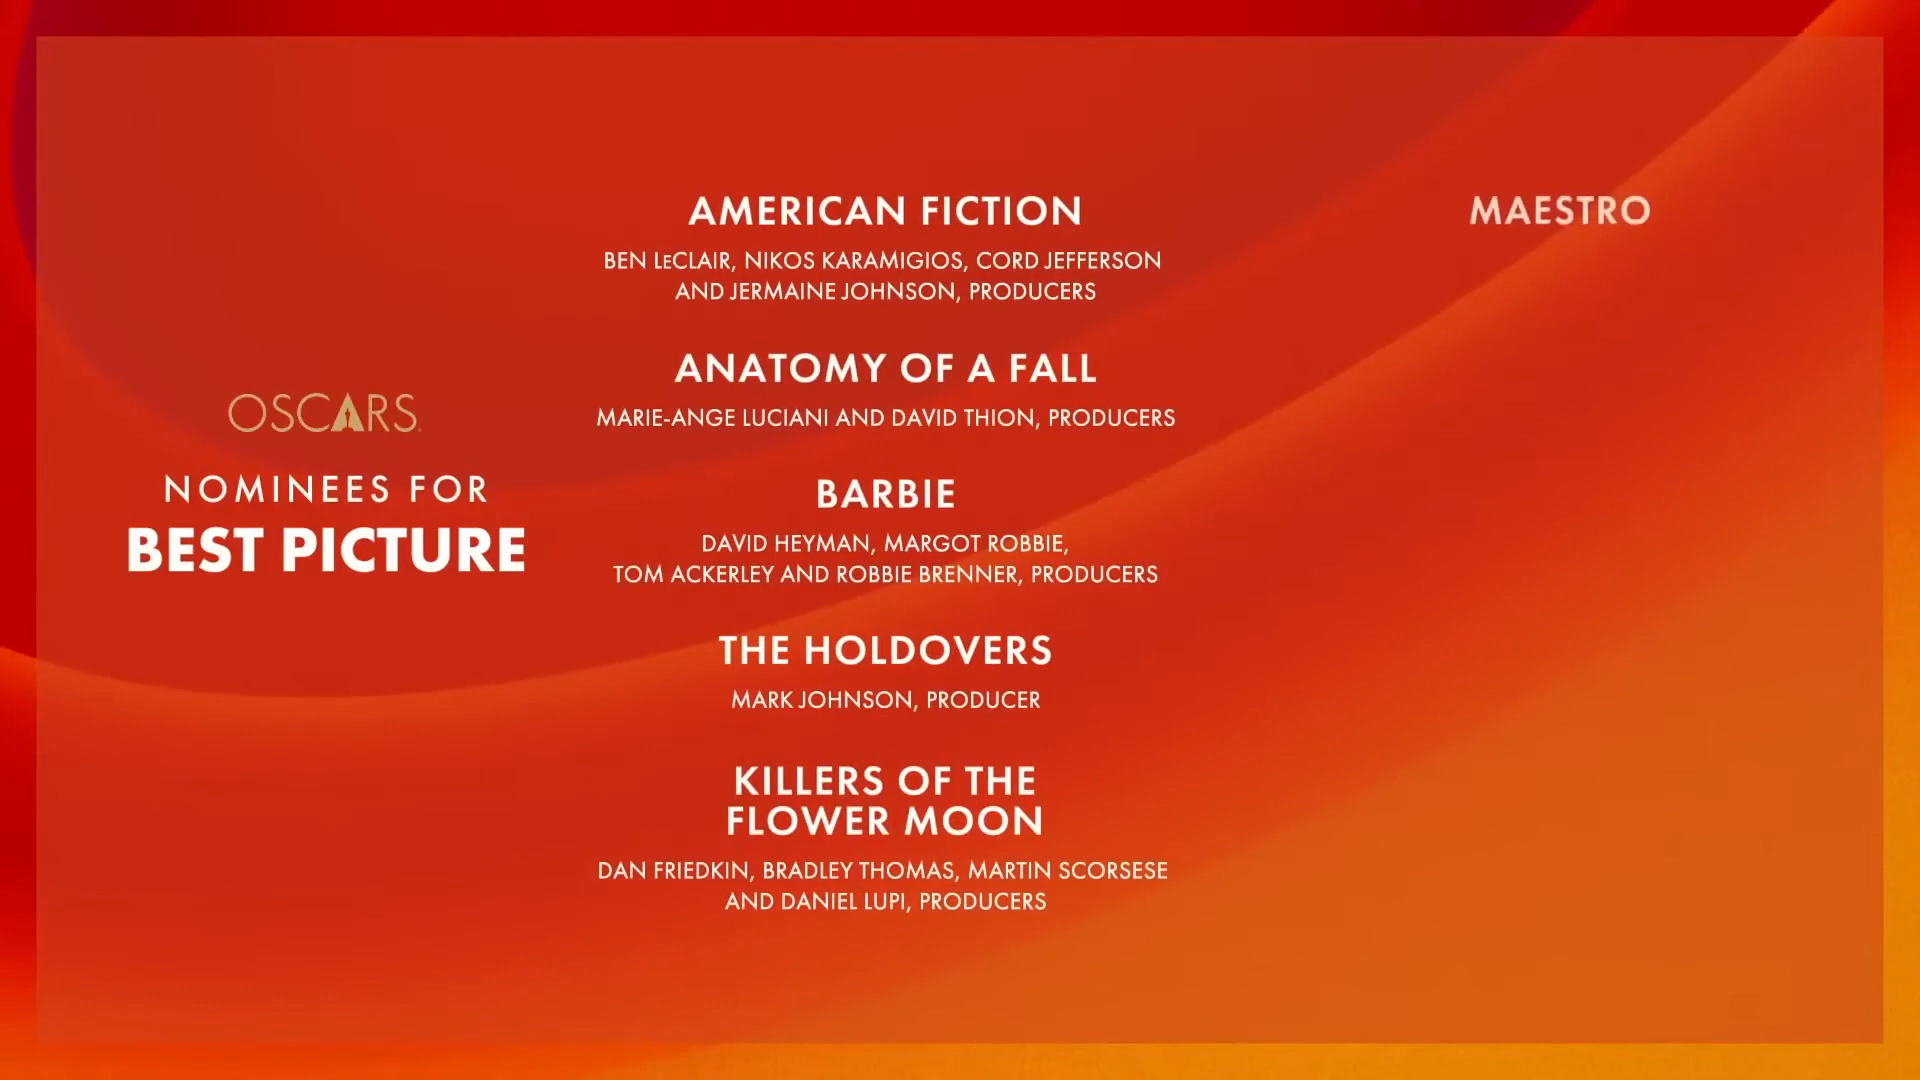 OSCARS.
NOMINEES FOR
BEST PICTURE
AMERICAN FICTION
BEN LECLAIR, NIKOS KARAMIGIOS, CORD JEFFERSON
AND JERMAINE JOHNSON, PRODUCERS
ANATOMY OF A FALL
MARIE-ANGE LUCIANI AND DAVID THION, PRODUCERS
BARBIE
DAVID HEYMAN, MARGOT ROBBIE,
TOM ACKERLEY AND ROBBIE BRENNER, PRODUCERS
THE HOLDOVERS
MARK JOHNSON, PRODUCER
KILLERS OF THE
FLOWER MOON
DAN FRIEDKIN, BRADLEY THOMAS, MARTIN SCORSESE
AND DANIEL LUPI, PRODUCERS
MAESTRO